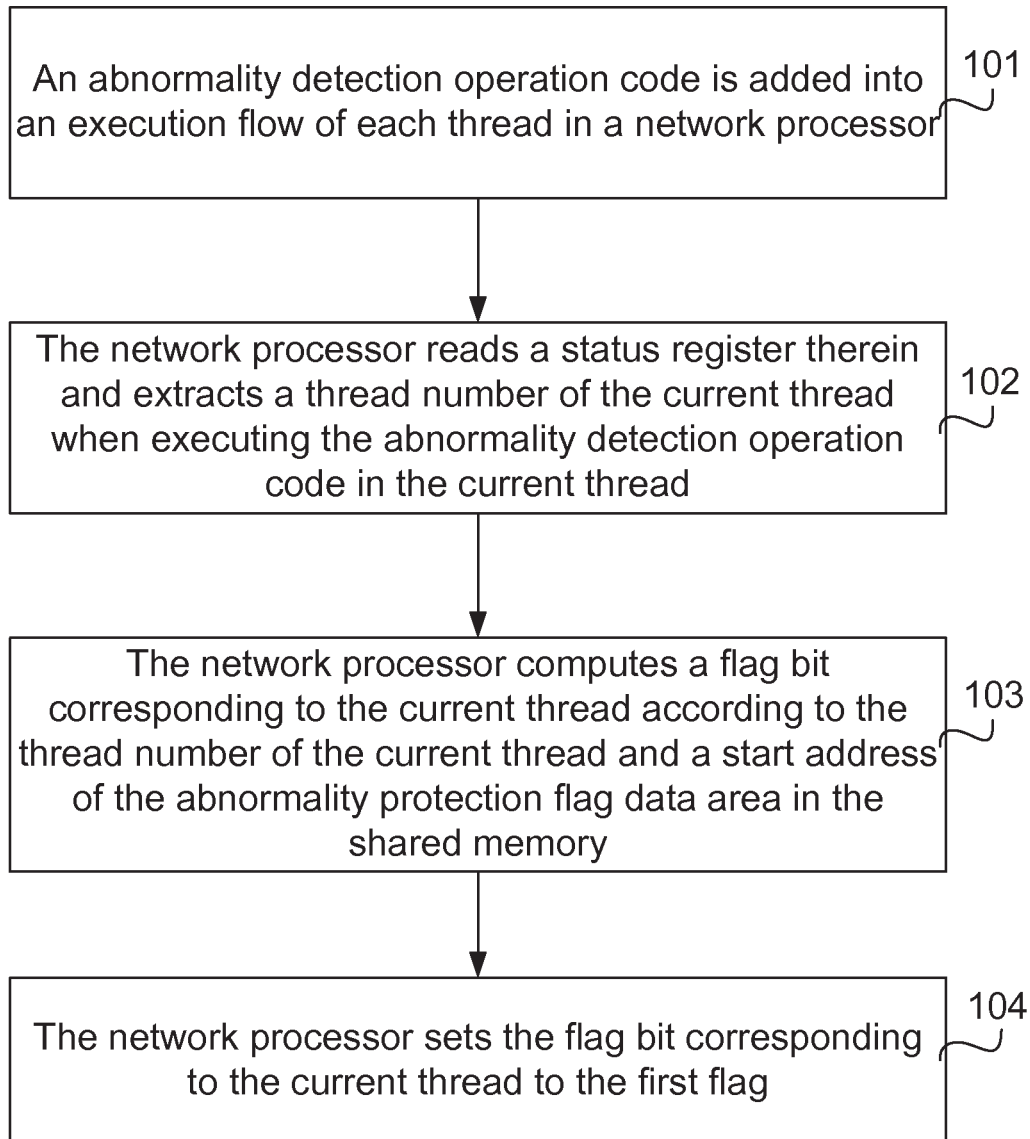 An abnormality detection operation code is added into
an execution flow of each thread in a network processor
101
The network processor reads a status register therein
and extracts a thread number of the current thread
when executing the abnormality detection operation
code in the current thread
102
The network processor computes a flag bit
corresponding to the current thread according to the
thread number of the current thread and a start address
of the abnormality protection flag data area in the
shared memory
103
The network processor sets the flag bit corresponding
to the current thread to the first flag
104